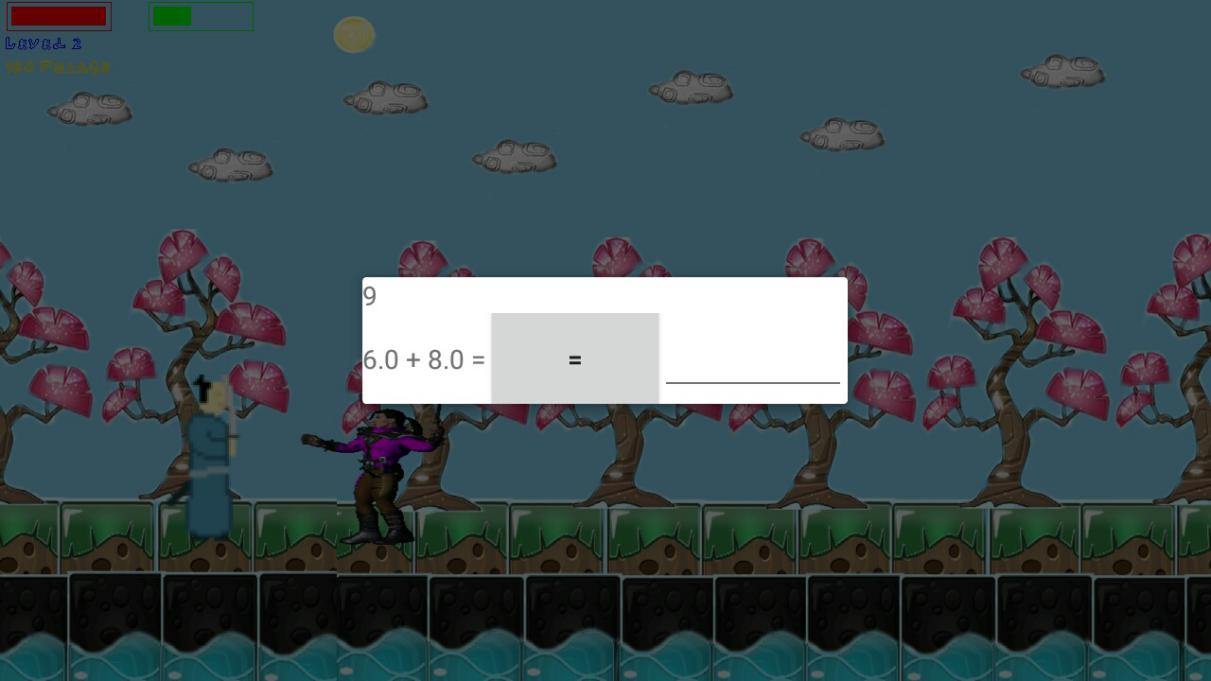 Level 2
9
6.0 + 8.0 =
=